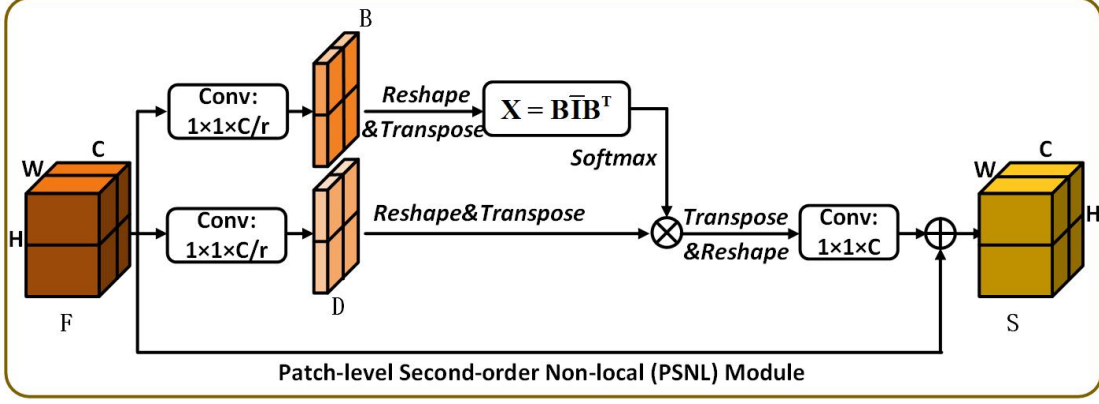 B
Conv:
1×1×C/r
Reshape
&Transpose
X = BĪBᵀ
Softmax
C
W
H
F
Conv:
1×1×C/r
D
Reshape&Transpose
Transpose
&Reshape
Conv:
1×1×C
C
W
H
S
Patch-level Second-order Non-local (PSNL) Module